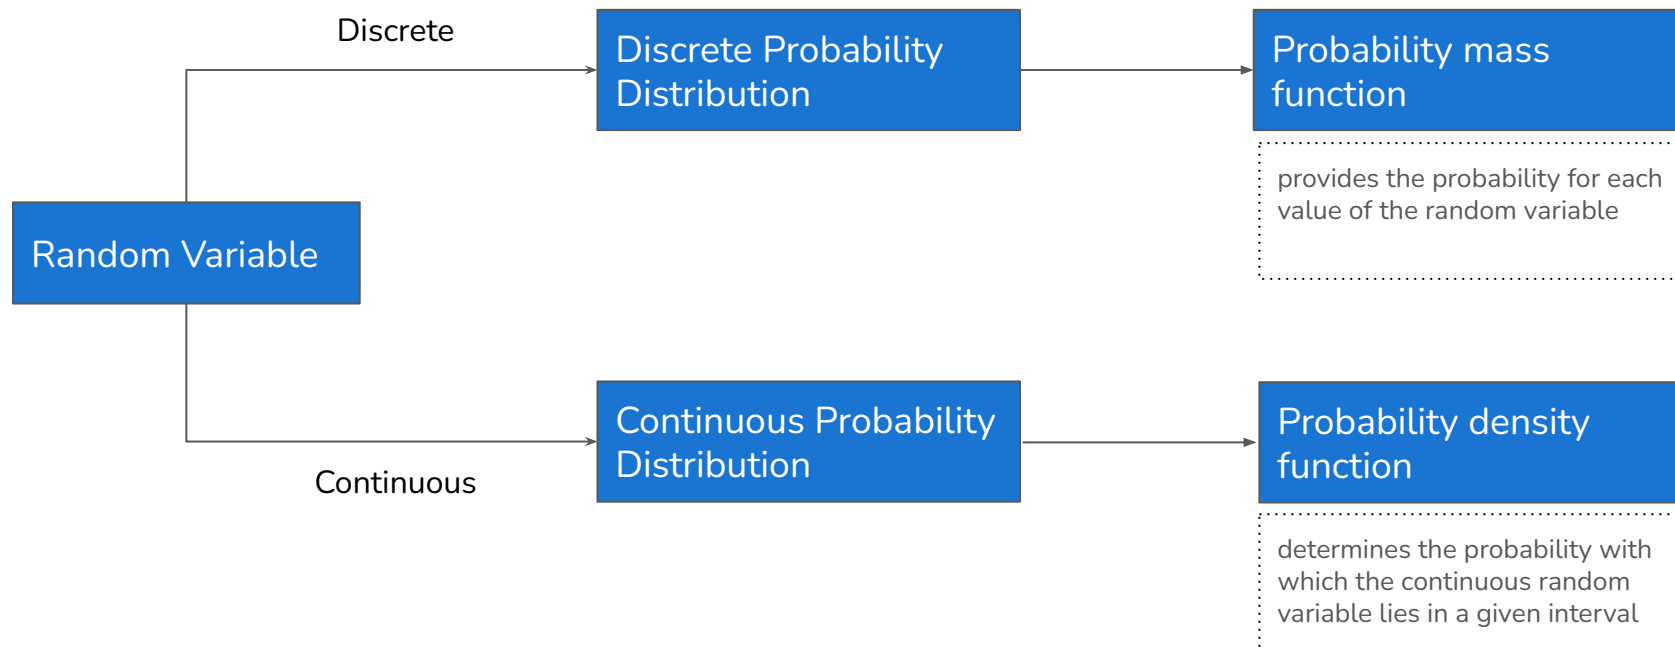 Discrete
Discrete Probability
Distribution
Probability mass
function
provides the probability for each
value of the random variable
Random Variable
Continuous Probability
Distribution
Continuous
Probability density
function
determines the probability with
which the continuous random
variable lies in a given interval